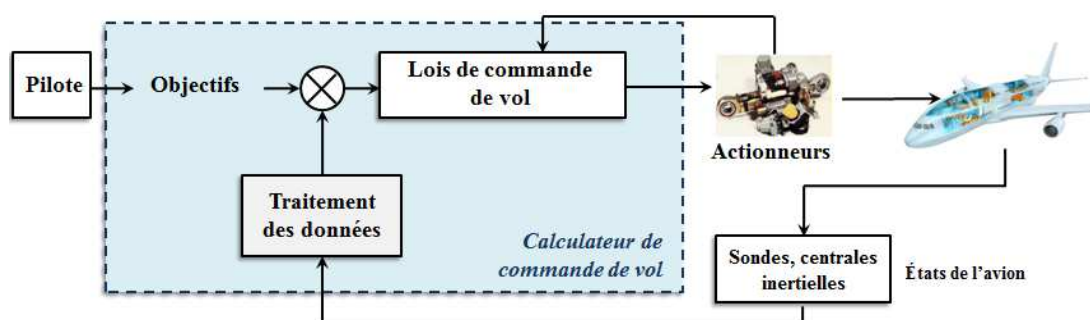 Pilote
Objectifs
Lois de commande
de vol
Actionneurs
Traitement
des données
Calculateur de
commande de vol
Sondes, centrales
inertielles
États de l'avion